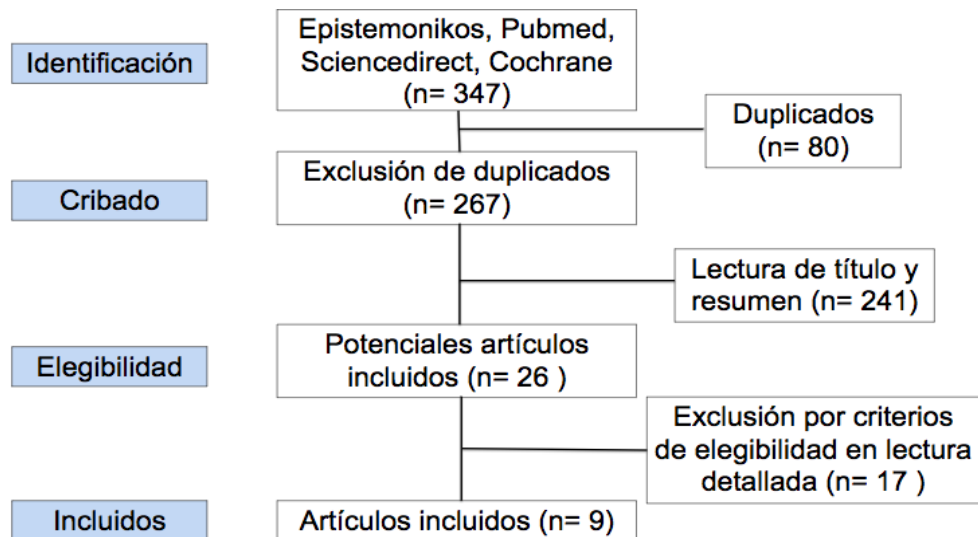 Identificación
Epistemonikos, Pubmed,
Sciencedirect, Cochrane
(n= 347)
Duplicados
(n= 80)
Cribado
Exclusión de duplicados
(n= 267)
Lectura de título y
resumen (n= 241)
Elegibilidad
Potenciales artículos
incluidos (n= 26 )
Exclusión por criterios
de elegibilidad en lectura
detallada (n= 17 )
Incluidos
Artículos incluidos (n= 9)